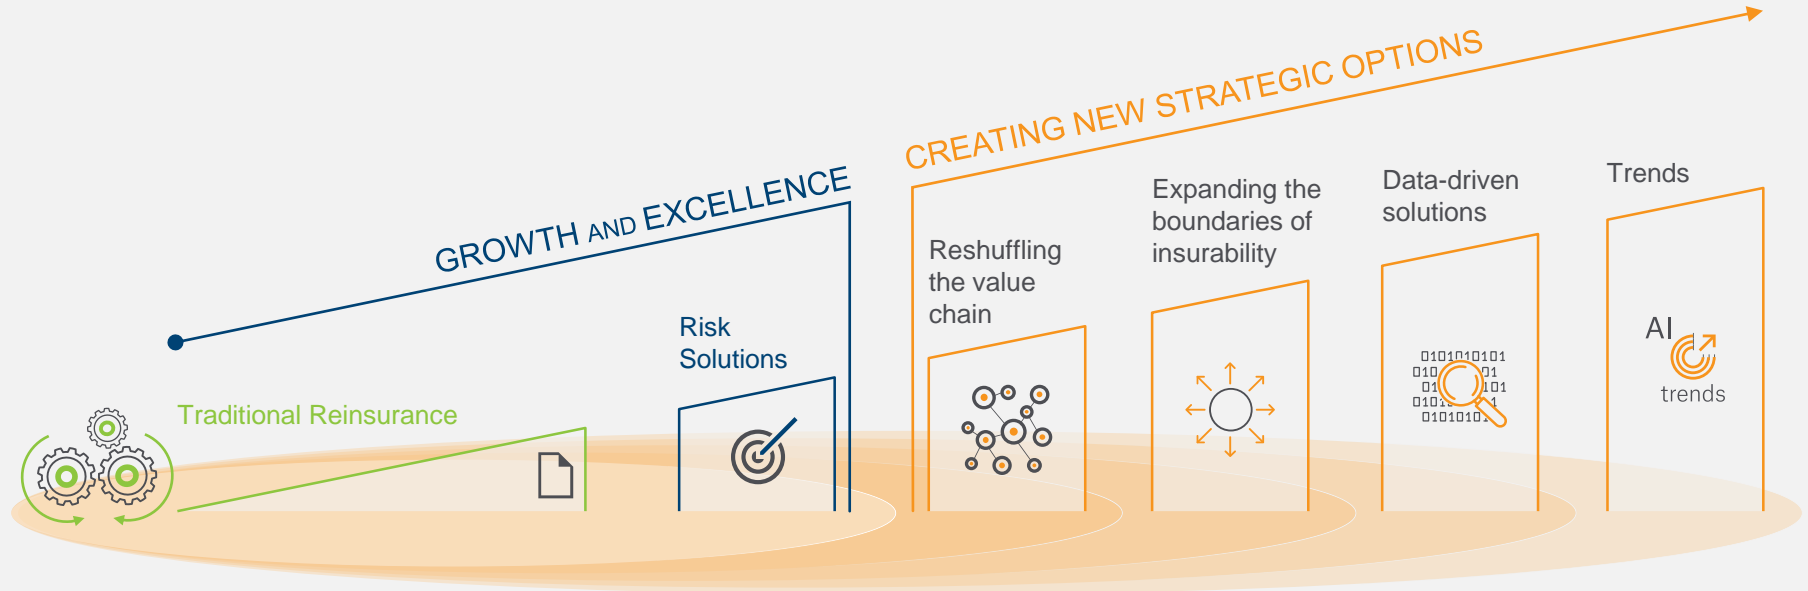 GROWTH AND EXCELLENCE
CREATING NEW STRATEGIC OPTIONS
Traditional Reinsurance
Risk
Solutions
Reshuffling
the value
chain
Expanding the
boundaries of
insurability
Data-driven
solutions
Trends
AI
trends